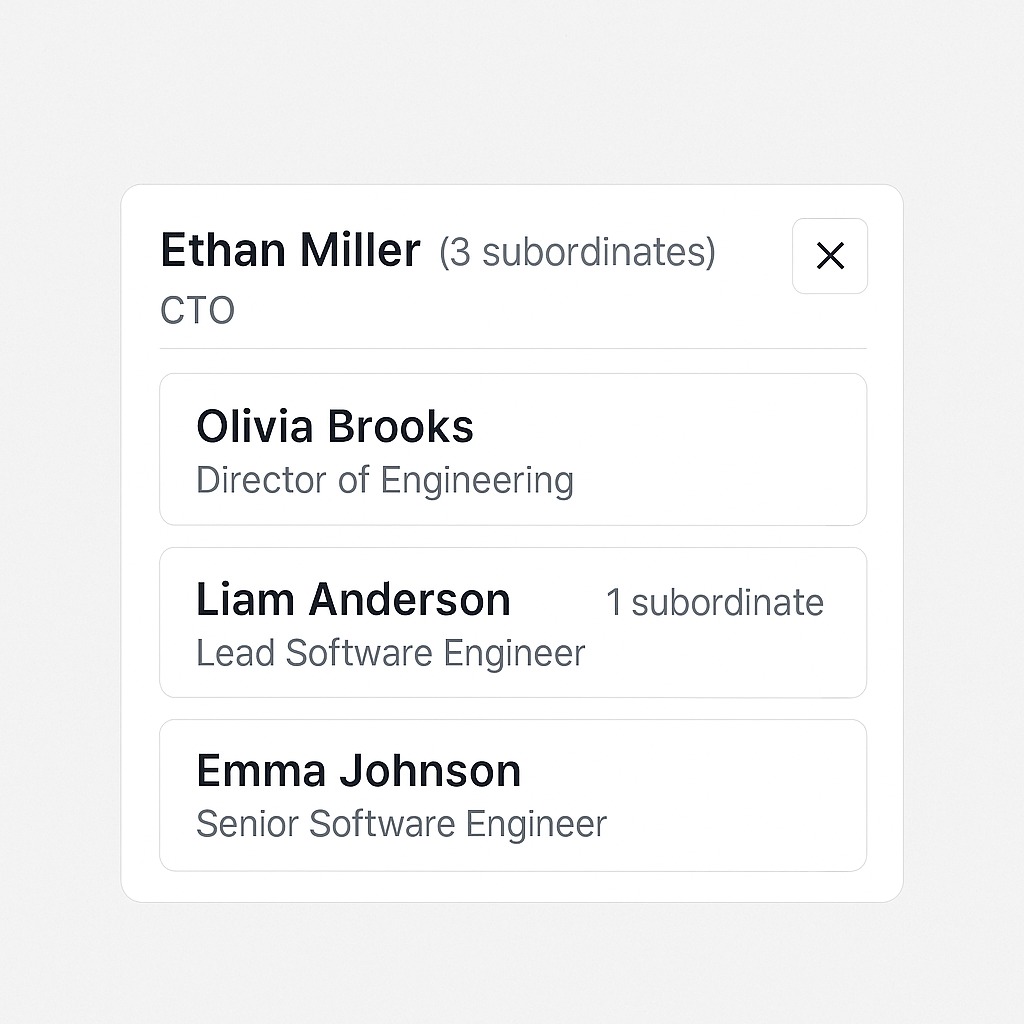 Ethan Miller (3 subordinates)
CTO
Olivia Brooks
Director of Engineering
Liam Anderson 1 subordinate
Lead Software Engineer
Emma Johnson
Senior Software Engineer